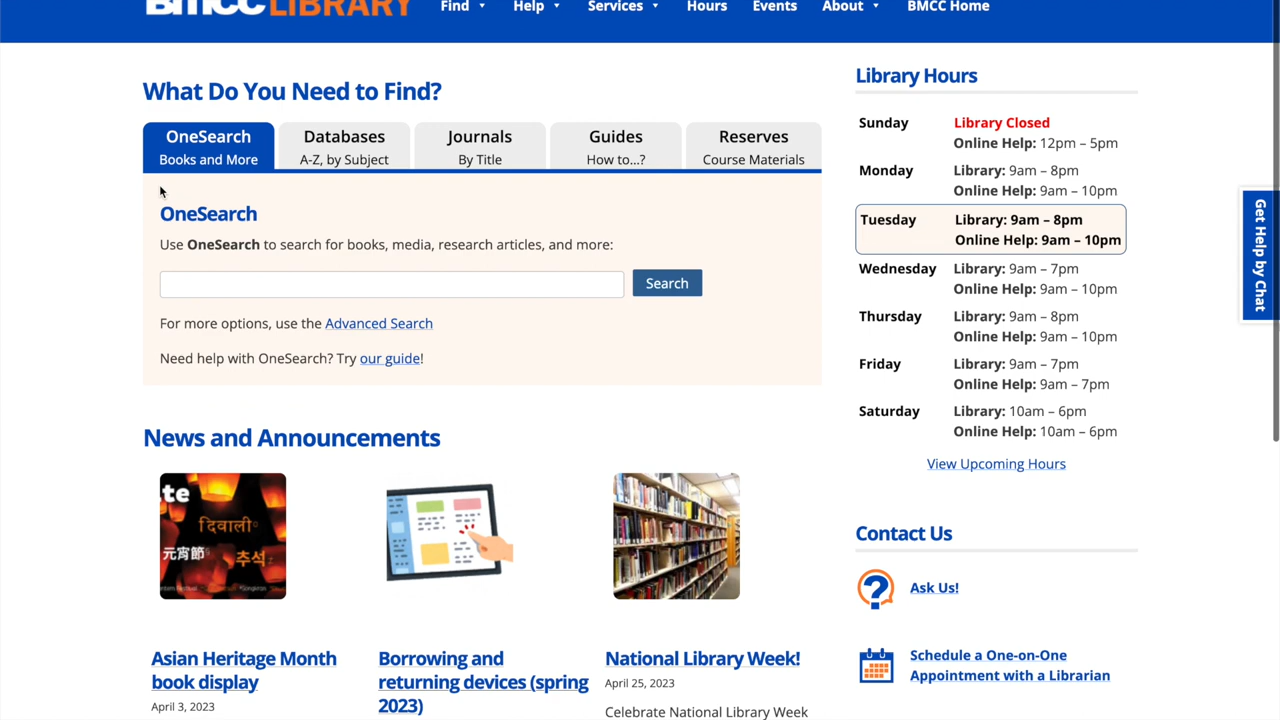 BMCC LIBRARY
Find
Help
Services
Hours
Events
About
BMCC Home
What Do You Need to Find?
OneSearch
Books and More
Databases
A-Z, by Subject
Journals
By Title
Guides
How to...?
Reserves
Course Materials
OneSearch
Use OneSearch to search for books, media, research articles, and more:
Search
For more options, use the Advanced Search
Need help with OneSearch? Try our guide!
News and Announcements
दिवाली
元宵節
추석
Asian Heritage Month
book display
April 3, 2023
Borrowing and
returning devices (spring
2023)
National Library Week!
April 25, 2023
Celebrate National Library Week
Library Hours
Sunday Library Closed
Online Help: 12pm – 5pm
Monday Library: 9am – 8pm
Online Help: 9am – 10pm
Tuesday Library: 9am – 8pm
Online Help: 9am – 10pm
Wednesday Library: 9am – 7pm
Online Help: 9am – 10pm
Thursday Library: 9am – 8pm
Online Help: 9am – 10pm
Friday Library: 9am – 7pm
Online Help: 9am – 7pm
Saturday Library: 10am – 6pm
Online Help: 10am – 6pm
View Upcoming Hours
Contact Us
Ask Us!
Schedule a One-on-One
Appointment with a Librarian
Get Help by Chat